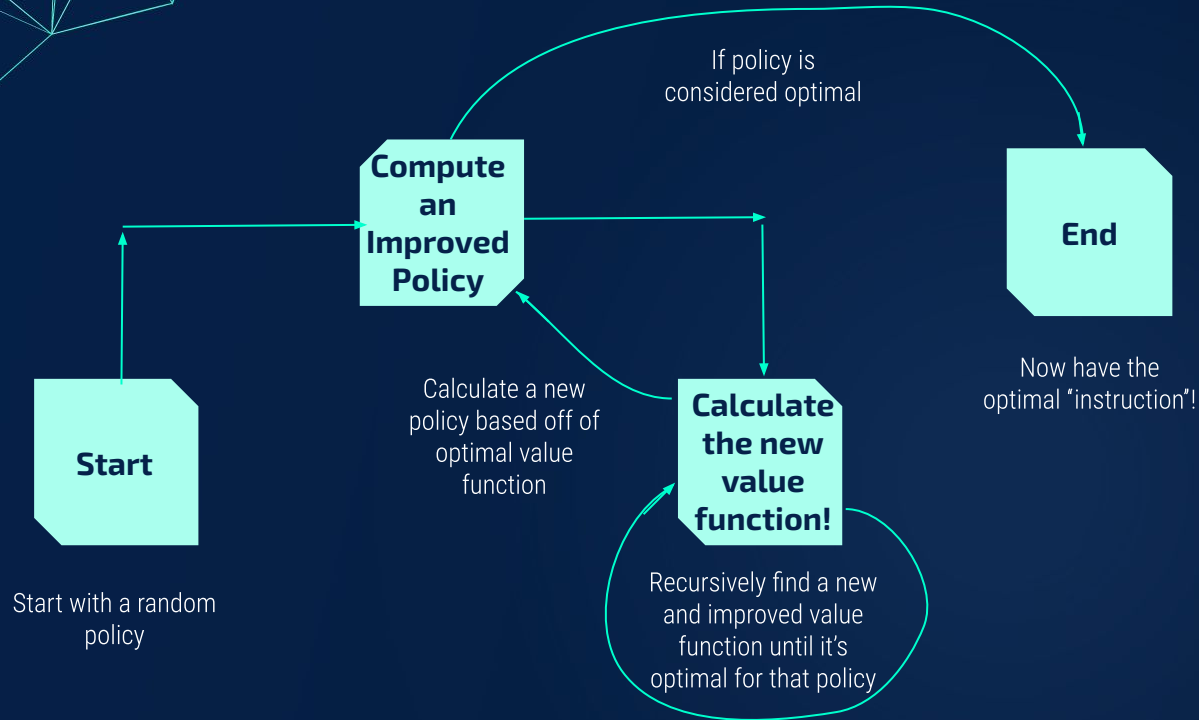 If policy is
considered optimal
Compute
an
Improved
Policy
End
Now have the
optimal “instruction”!
Calculate a new
policy based off of
optimal value
function
Calculate
the new
value
function!
Start
Recursively find a new
and improved value
function until it’s
optimal for that policy
Start with a random
policy